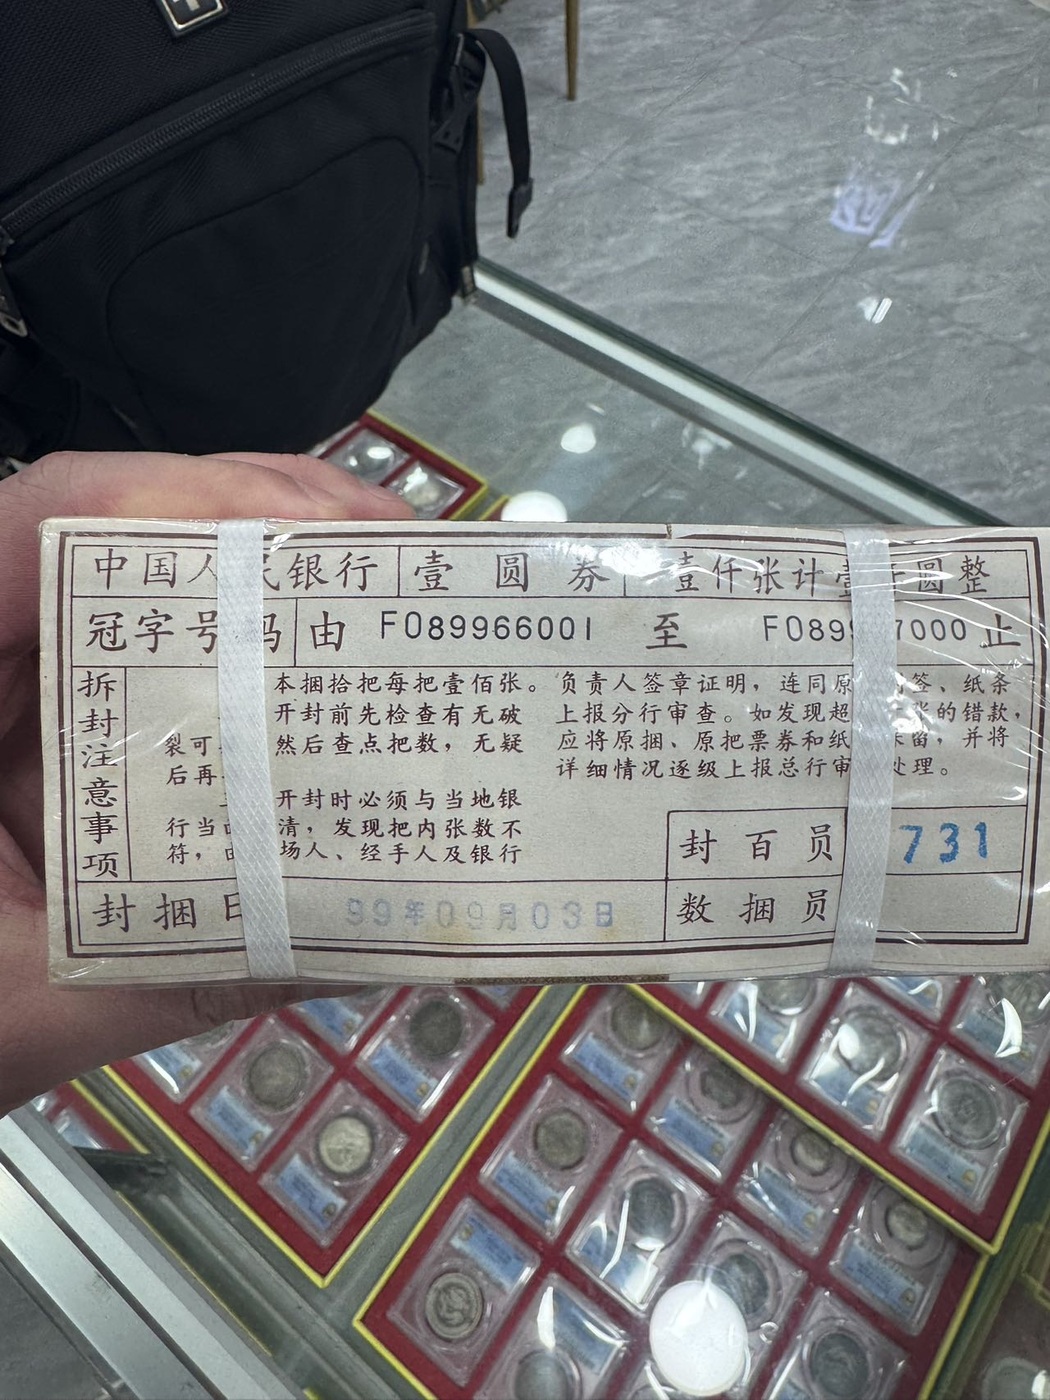 中国人民银行 壹圆券 壹仟张计壹仟圆整
冠字号码 由 F089966001 至 F089 7000 止
拆封注意事项
本捆拾把每把壹佰张。
开封前先检查有无破
裂可 然后查点把数，无疑
后再
开封时必须与当地银
行当 清，发现把内张数不
符，由 场人、经手人及银行
负责人签章证明，连同原 签、纸条
上报分行审查。如发现超 张的错款，
应将原捆、原把票券和纸 保留，并将
详细情况逐级上报总行审 处理。
封百员 731
封捆日 99年09月03日 数捆员